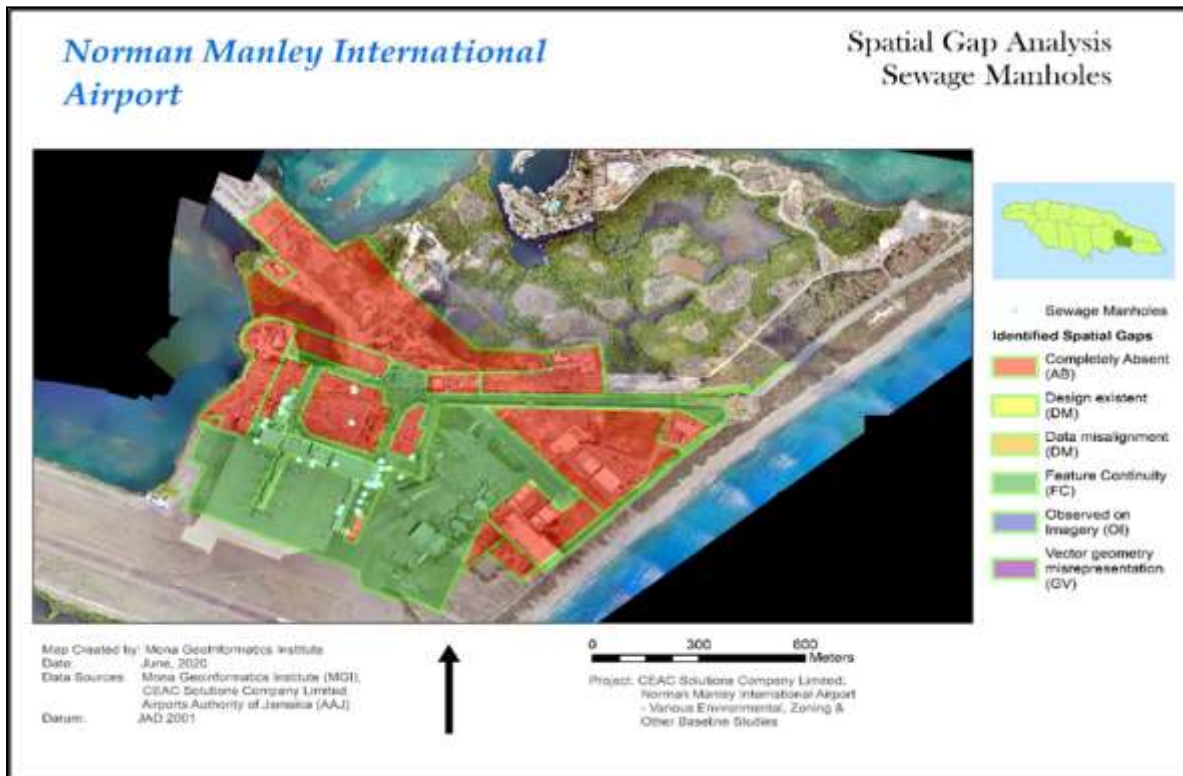 Norman Manley International
Airport
Spatial Gap Analysis
Sewage Manholes
Sewage Manholes
Identified Spatial Gaps
Completely Absent
(AB)
Design existent
(DM)
Data misalignment
(DM)
Feature Continuity
(FC)
Observed on
Imagery (OI)
Vector geometry
misrepresentation
(GV)
Map Created by: Mona GeoInformatics Institute
Date: June, 2020
Data Sources: Mona Geoinformatics Institute (MGI),
CEAC Solutions Company Limited
Airports Authority of Jamaica (AAJ)
Datum: JAD 2001
0 300 600
Meters
Project: CEAC Solutions Company Limited,
Norman Manley International Airport
- Various Environmental, Zoning &
Other Baseline Studies